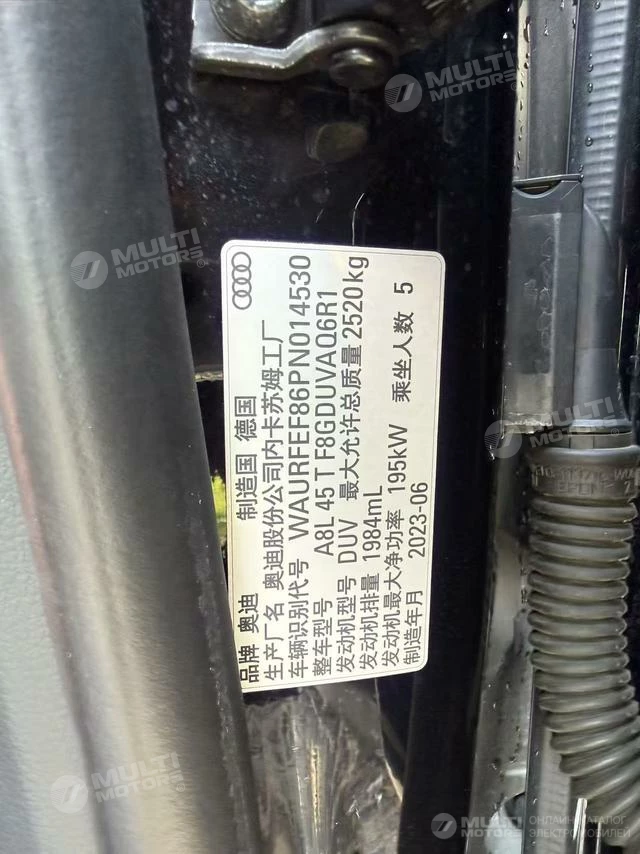 品牌 奥迪 制造国 德国
生产厂名 奥迪股份公司内卡苏姆工厂
车辆识别代号 WAURFEF86PN014530
整车型号 A8L 45 T F8GDUVAQ6R1
发动机型号 DUV 最大允许总质量 2520kg
发动机排量 1984mL
发动机最大净功率 195kW 乘坐人数 5
制造年月 2023-06
MULTI MOTORS
MULTI MOTORS
MULTI MOTORS
MULTI MOTORS
ОНЛАЙН-КАТАЛОГ
ЭЛЕКТРОМОБИЛЕЙ